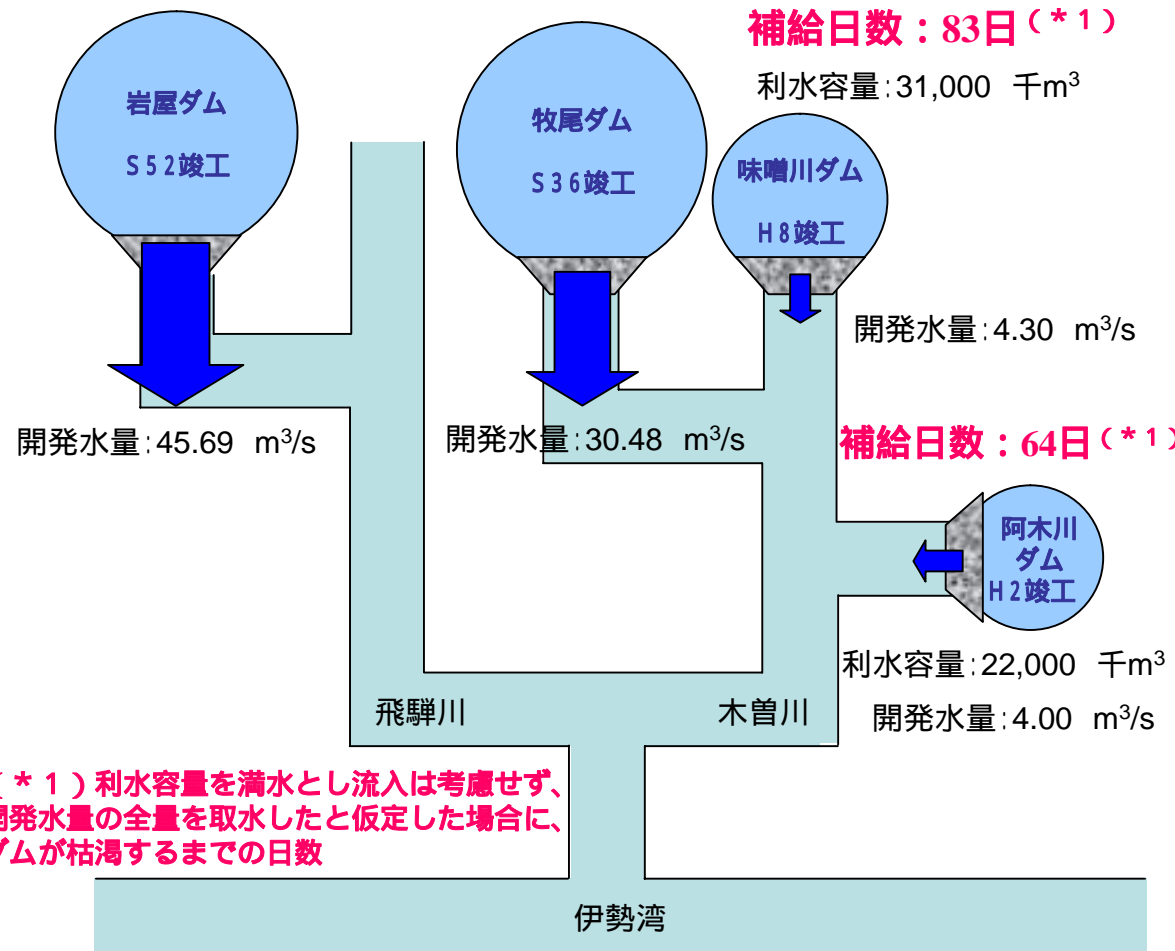 岩屋ダム
S52竣工
開発水量:45.69 m³/s
牧尾ダム
S36竣工
開発水量:30.48 m³/s
補給日数:83日(*1)
利水容量:31,000 千m³
味噌川ダム
H8竣工
開発水量:4.30 m³/s
補給日数:64日(*1)
阿木川
ダム
H2竣工
利水容量:22,000 千m³
開発水量:4.00 m³/s
飛騨川
木曽川
(*1)利水容量を満水とし流入は考慮せず、
開発水量の全量を取水したと仮定した場合に、
ダムが枯渇するまでの日数
伊勢湾